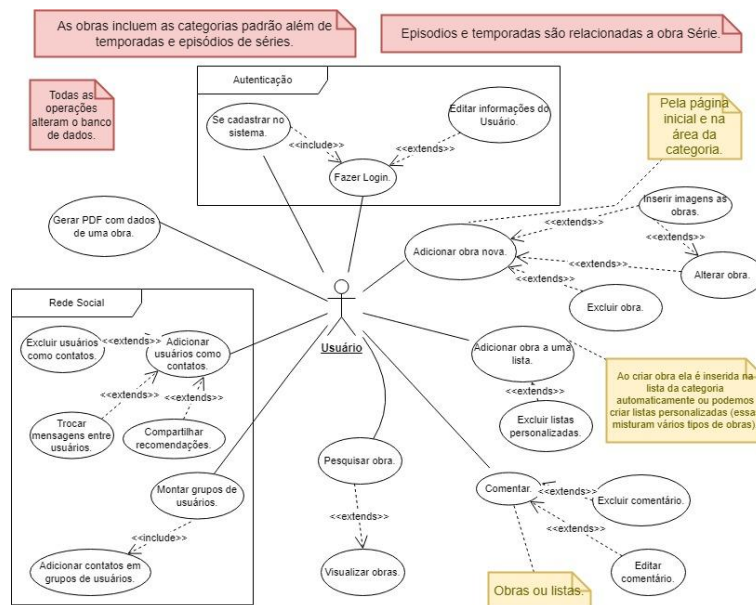 As obras incluem as categorias padrão além de
temporadas e episódios de séries.
Episodios e temporadas são relacionadas a obra Série.
Todas as
operações
alteram o banco
de dados.
Autenticação
Se cadastrar no
sistema.
<<include>>
Editar informações do
Usuário.
<<extends>>
Fazer Login.
Pela página
inicial e na
área da
categoria.
Gerar PDF com dados
de uma obra.
Adicionar obra nova.
<<extends>>
Inserir imagens as
obras.
<<extends>>
<<extends>>
Alterar obra.
<<extends>>
Excluir obra.
Usuário
Rede Social
Excluir usuários
como contatos.
<<extends>>
Adicionar
usuários como
contatos.
<<extends>>
<<extends>>
Trocar
mensagens entre
usuários.
Compartilhar
recomendações.
Montar grupos de
usuários.
<<include>>
Adicionar contatos em
grupos de usuários.
Adicionar obra a uma
lista.
<<extends>>
Excluir listas
personalizadas.
Ao criar obra ela é inserida na
lista da categoria
automaticamente ou podemos
criar listas personalizadas (essa
misturam vários tipos de obras)
Pesquisar obra.
<<extends>>
Visualizar obras.
Comentar.
<<extends>>
Excluir comentário.
<<extends>>
Editar
comentário.
Obras ou listas.